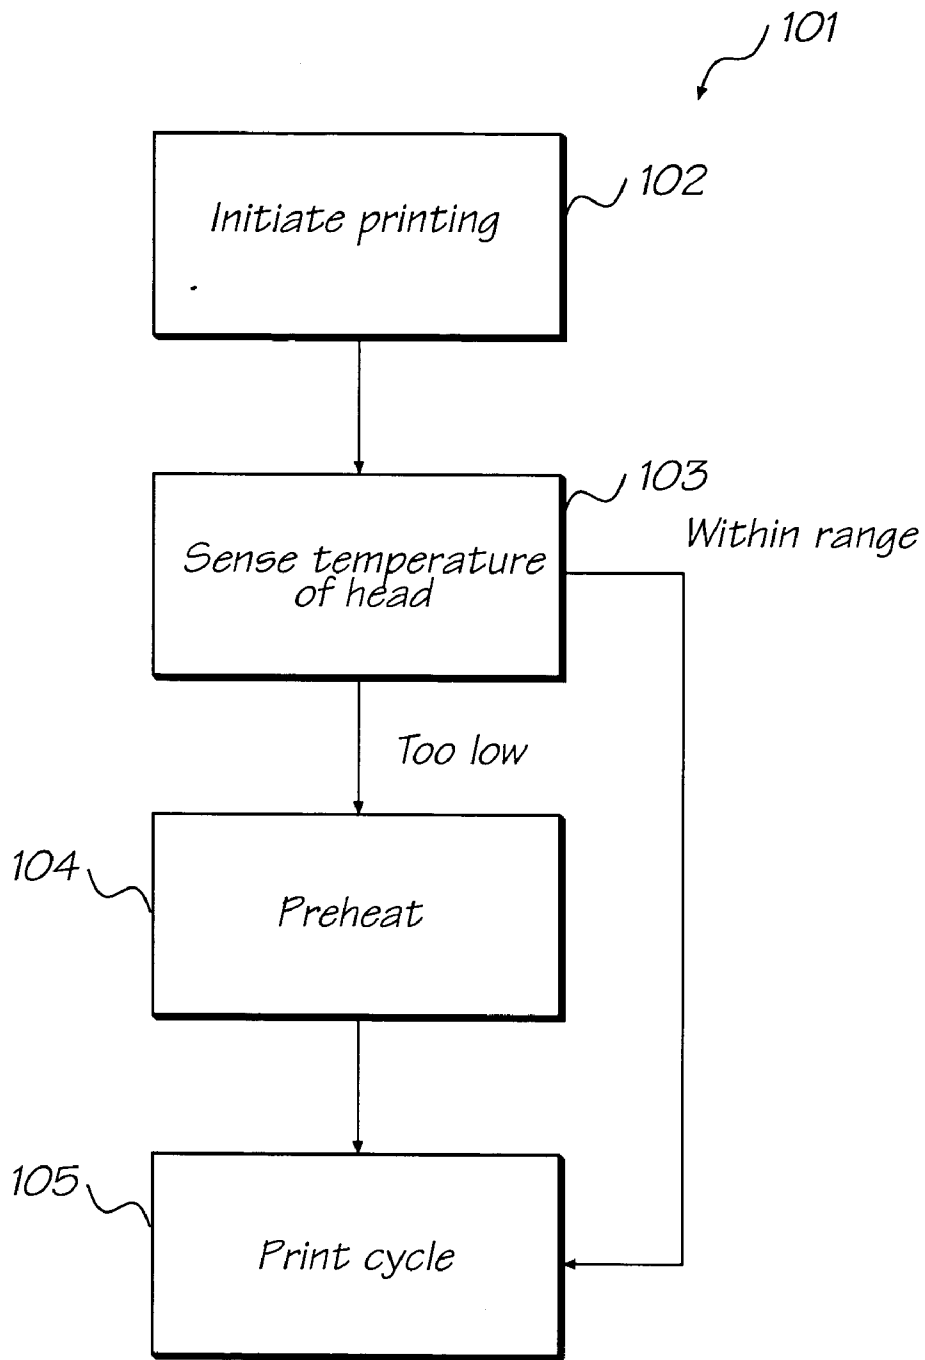 101
Initiate printing
102
Sense temperature
of head
103
Within range
Too low
104
Preheat
105
Print cycle